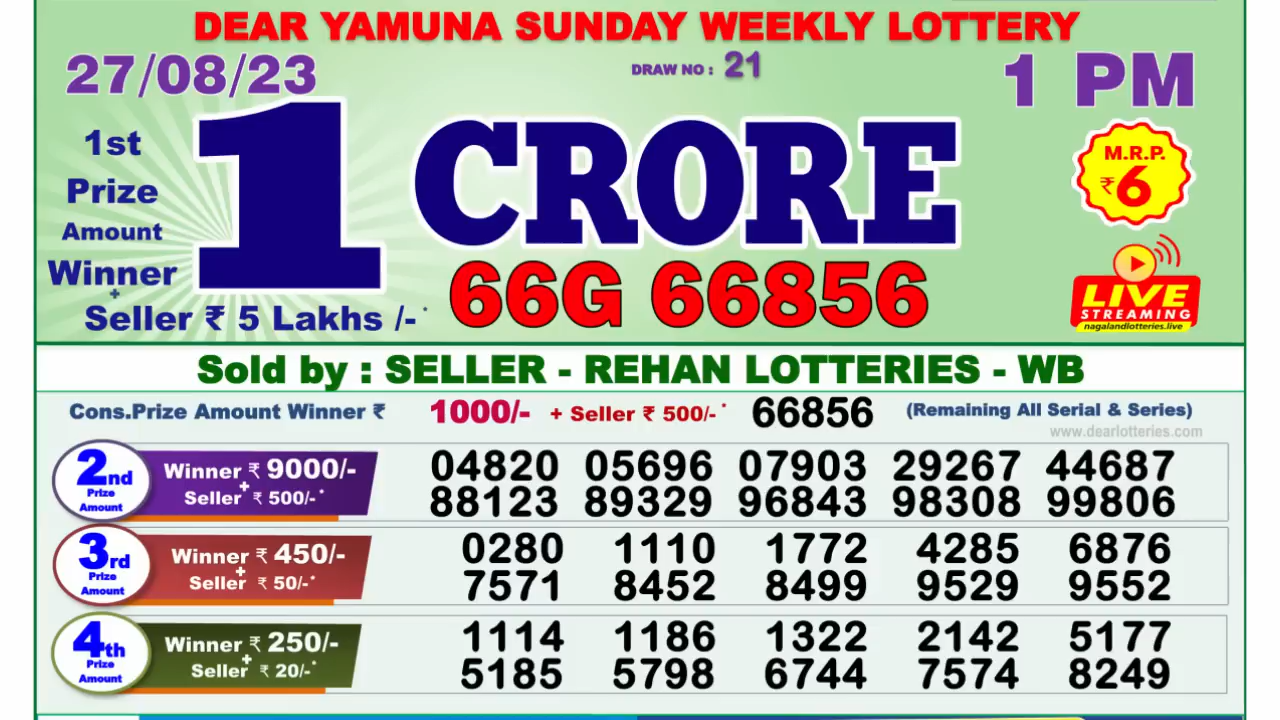 DEAR YAMUNA SUNDAY WEEKLY LOTTERY
27/08/23
DRAW NO : 21
1 PM
1st
Prize
Amount
Winner
+
Seller ₹ 5 Lakhs /-*
1 CRORE
66G 66856
M.R.P.
₹6
LIVE
STREAMING
nagalandlotteries.live
Sold by : SELLER - REHAN LOTTERIES - WB
Cons.Prize Amount Winner ₹ 1000/- + Seller ₹ 500/-* 66856 (Remaining All Serial & Series)
www.dearlotteries.com
2nd
Prize
Amount
Winner ₹ 9000/-
+
Seller ₹ 500/-*
04820 05696 07903 29267 44687
88123 89329 96843 98308 99806
3rd
Prize
Amount
Winner ₹ 450/-
+
Seller ₹ 50/-*
0280 1110 1772 4285 6876
7571 8452 8499 9529 9552
4th
Prize
Amount
Winner ₹ 250/-
+
Seller ₹ 20/-*
1114 1186 1322 2142 5177
5185 5798 6744 7574 8249